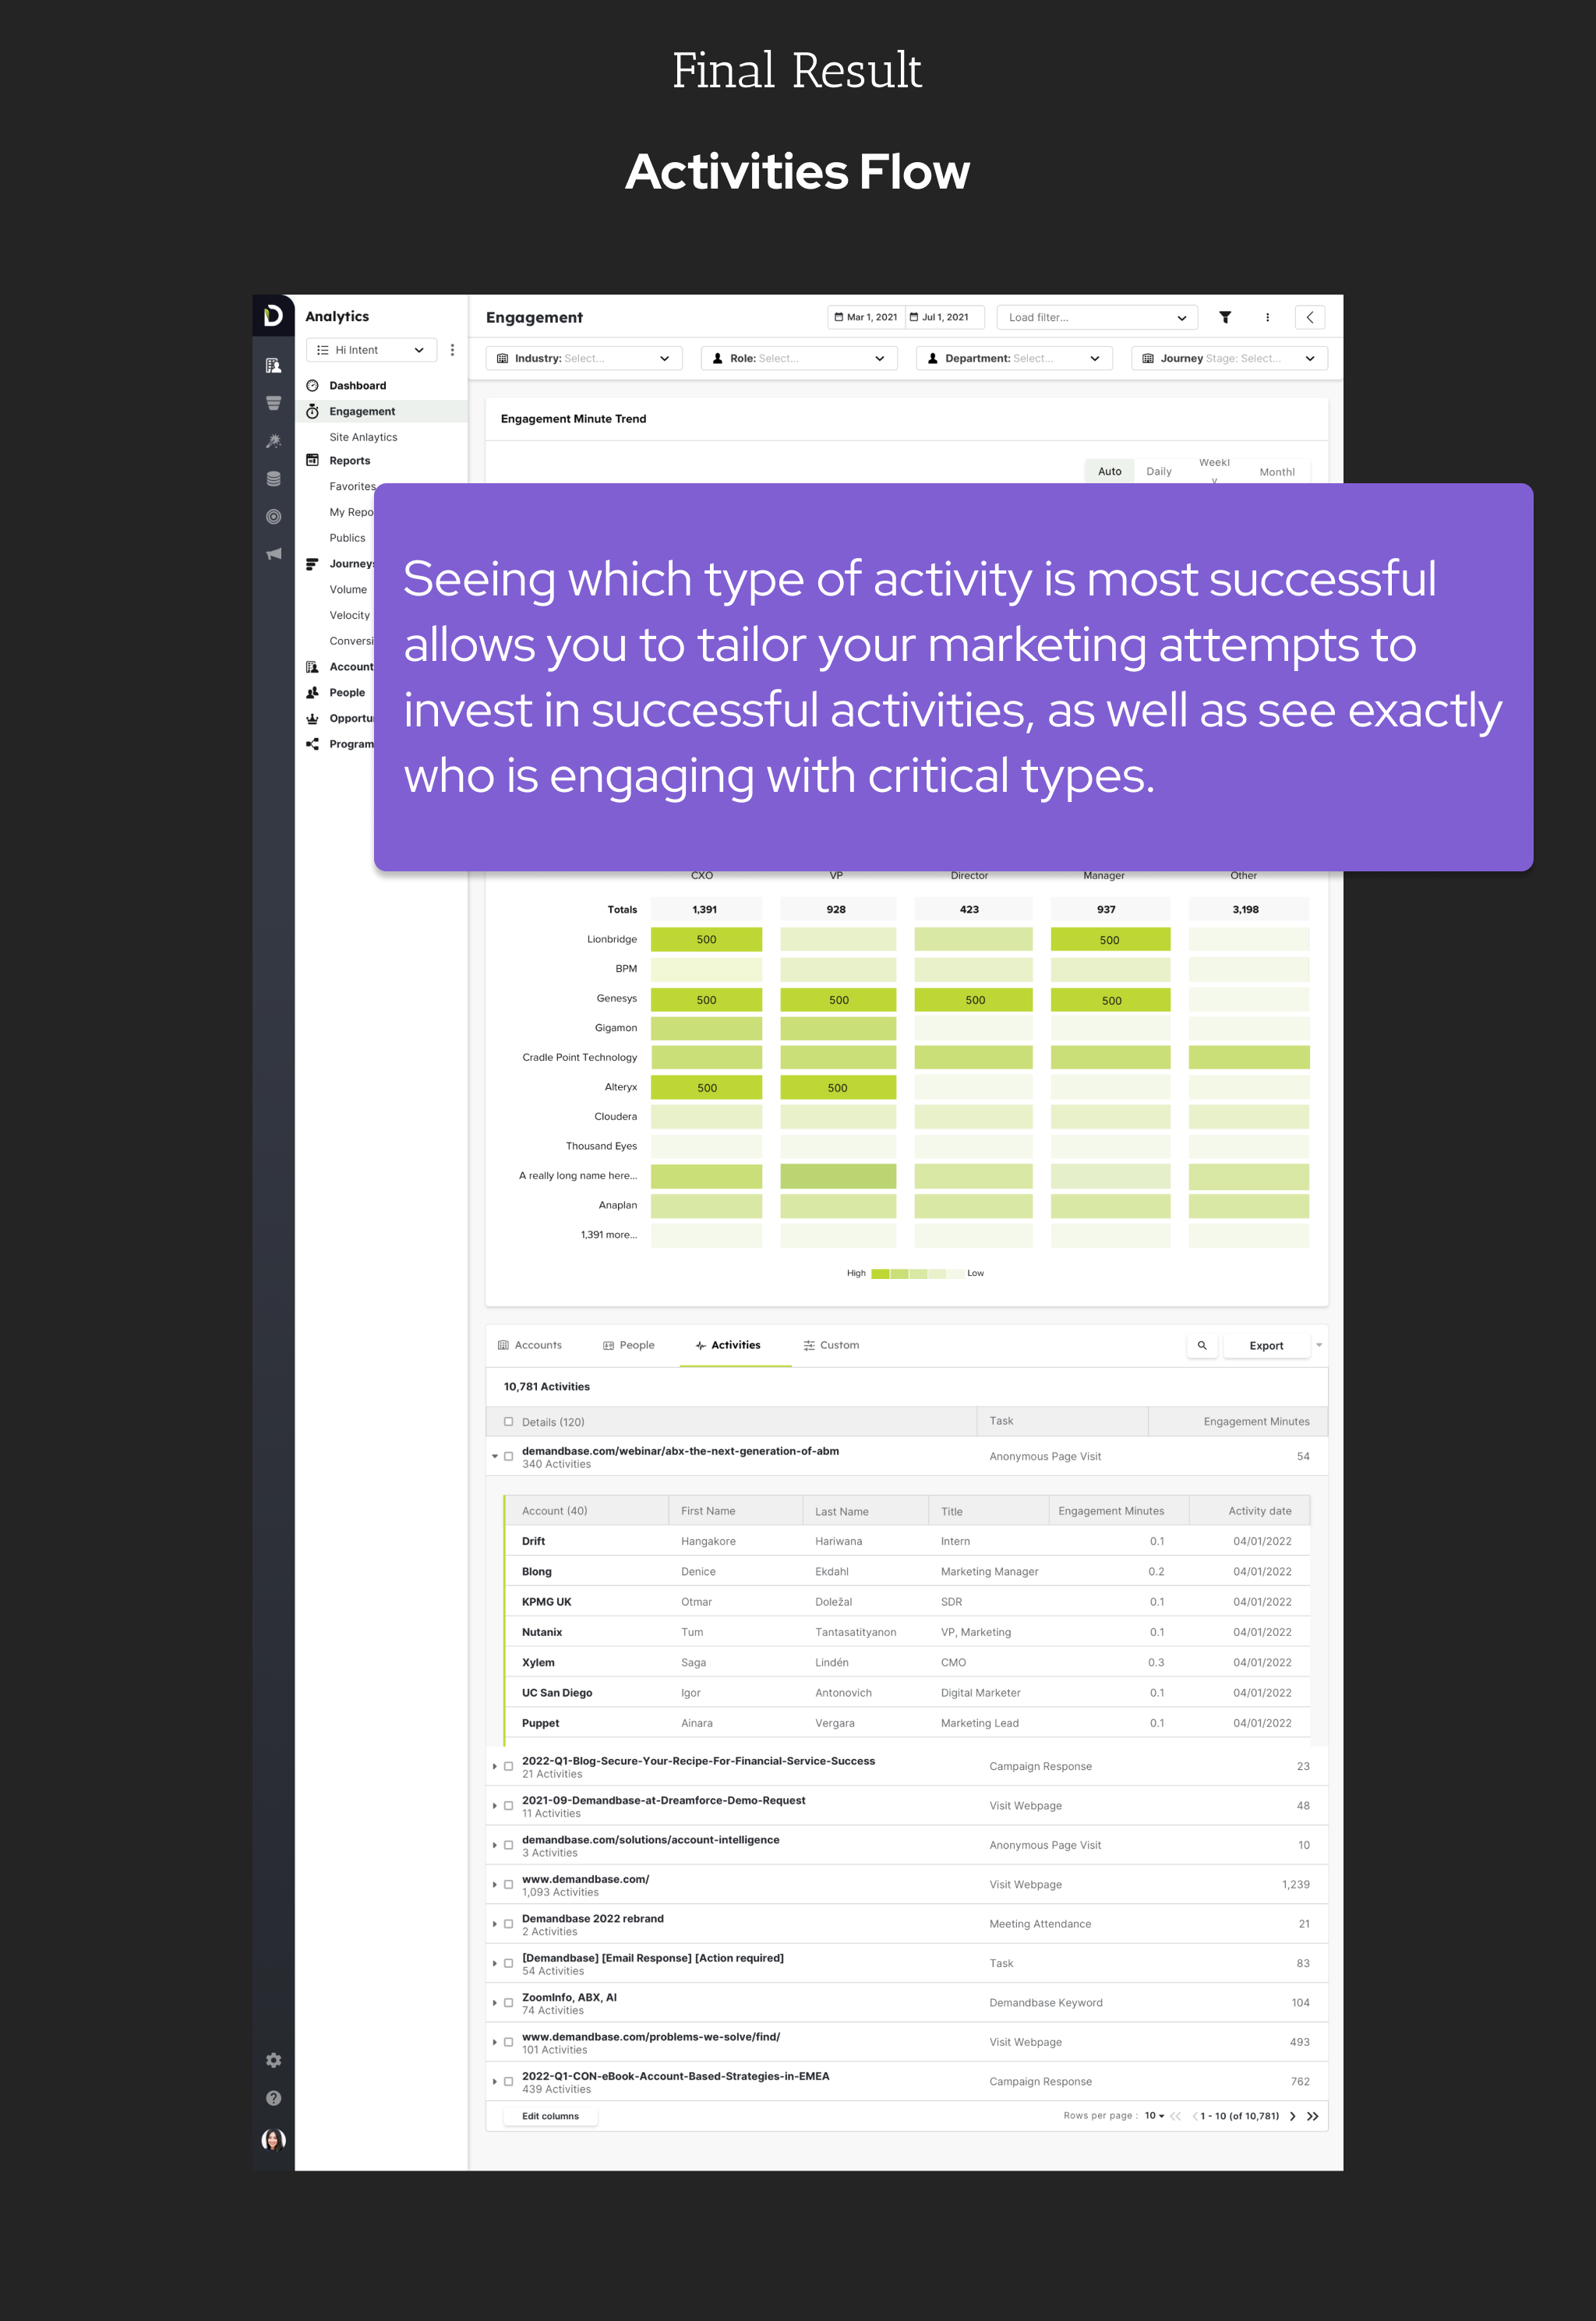 Final Result
Activities Flow
Analytics
Hi Intent
Dashboard
Engagement
Site Anlaytics
Reports
Favorites
My Repo
Publics
Journeys
Volume
Velocity
Conversi
Account
People
Opportu
Program
Engagement
Mar 1, 2021 Jul 1, 2021
Load filter...
Industry: Select...
Role: Select...
Department: Select...
Journey Stage: Select...
Engagement Minute Trend
Auto Daily Weekl
y Monthl
Seeing which type of activity is most successful
allows you to tailor your marketing attempts to
invest in successful activities, as well as see exactly
who is engaging with critical types.
CXO VP Director Manager Other
Totals 1,391 928 423 937 3,198
Lionbridge 500 500
BPM
Genesys 500 500 500 500
Gigamon
Cradle Point Technology
Alteryx 500 500
Cloudera
Thousand Eyes
A really long name here...
Anaplan
1,391 more...
High Low
Accounts People Activities Custom Export
10,781 Activities
Details (120) Task Engagement Minutes
demandbase.com/webinar/abx-the-next-generation-of-abm
340 Activities
Anonymous Page Visit 54
Account (40) First Name Last Name Title Engagement Minutes Activity date
Drift Hangakore Hariwana Intern 0.1 04/01/2022
Blong Denice Ekdahl Marketing Manager 0.2 04/01/2022
KPMG UK Otmar Doležal SDR 0.1 04/01/2022
Nutanix Tum Tantasatityanon VP, Marketing 0.1 04/01/2022
Xylem Saga Lindén CMO 0.3 04/01/2022
UC San Diego Igor Antonovich Digital Marketer 0.1 04/01/2022
Puppet Ainara Vergara Marketing Lead 0.1 04/01/2022
2022-Q1-Blog-Secure-Your-Recipe-For-Financial-Service-Success
21 Activities
Campaign Response 23
2021-09-Demandbase-at-Dreamforce-Demo-Request
11 Activities
Visit Webpage 48
demandbase.com/solutions/account-intelligence
3 Activities
Anonymous Page Visit 10
www.demandbase.com/
1,093 Activities
Visit Webpage 1,239
Demandbase 2022 rebrand
2 Activities
Meeting Attendance 21
[Demandbase] [Email Response] [Action required]
54 Activities
Task 83
ZoomInfo, ABX, AI
74 Activities
Demandbase Keyword 104
www.demandbase.com/problems-we-solve/find/
101 Activities
Visit Webpage 493
2022-Q1-CON-eBook-Account-Based-Strategies-in-EMEA
439 Activities
Campaign Response 762
Edit columns
Rows per page : 10 1 - 10 (of 10,781)